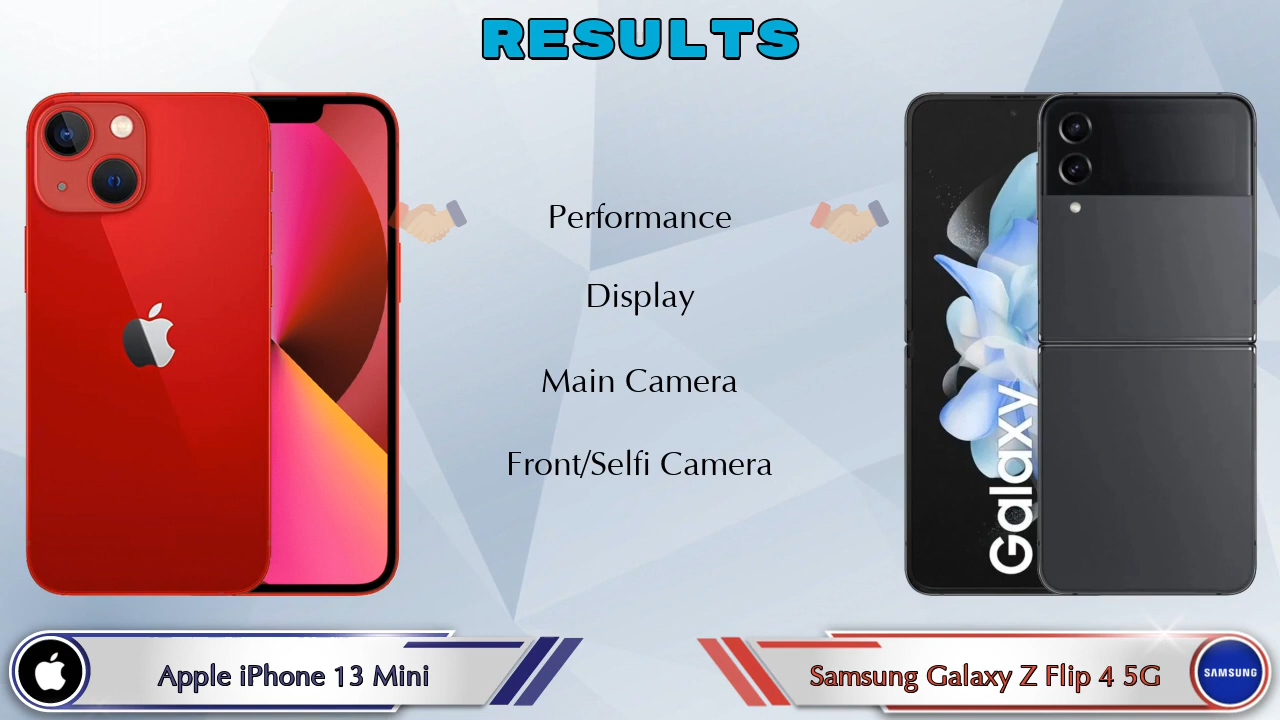 RESULTS
Performance
Display
Main Camera
Front/Selfi Camera
Galaxy
Apple iPhone 13 Mini
Samsung Galaxy Z Flip 4 5G
SAMSUNG